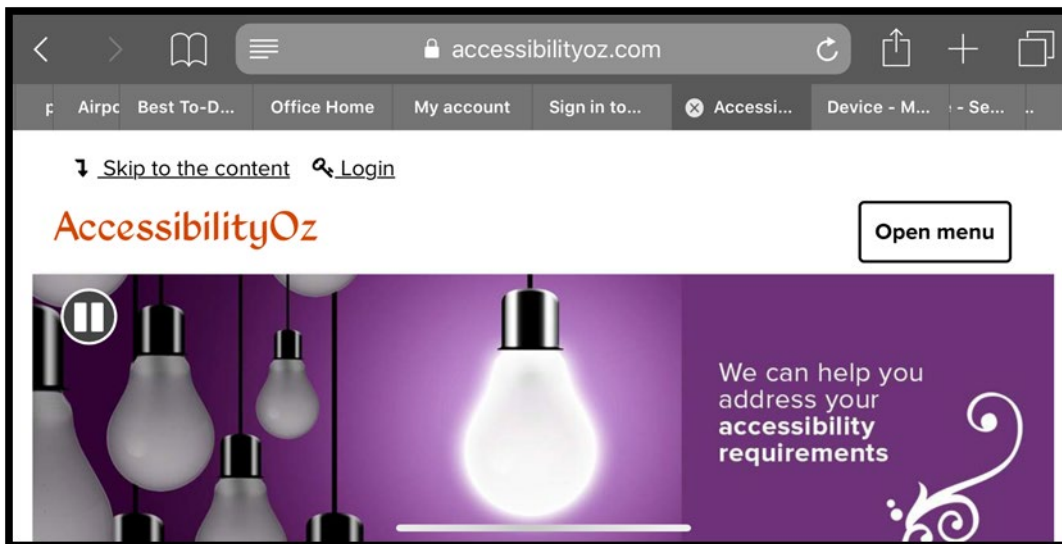 accessibilityoz.com
Airpc Best To-D... Office Home My account Sign in to... Accessi... Device - M... - Se... ..
Skip to the content Login
AccessibilityOz
Open menu
We can help you
address your
accessibility
requirements